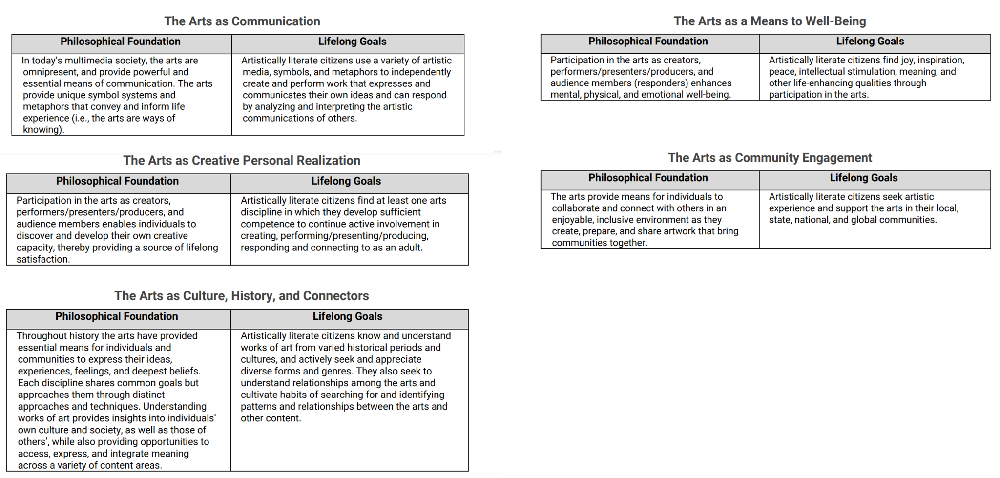 The Arts as Communication
Philosophical Foundation
Lifelong Goals
In today's multimedia society, the arts are
omnipresent, and provide powerful and
essential means of communication. The arts
provide unique symbol systems and
metaphors that convey and inform life
experience (i.e., the arts are ways of
knowing).
Artistically literate citizens use a variety of artistic
media, symbols, and metaphors to independently
create and perform work that expresses and
communicates their own ideas and can respond
by analyzing and interpreting the artistic
communications of others.
The Arts as Creative Personal Realization
Philosophical Foundation
Lifelong Goals
Participation in the arts as creators,
performers/presenters/producers, and
audience members enables individuals to
discover and develop their own creative
capacity, thereby providing a source of lifelong
satisfaction.
Artistically literate citizens find at least one arts
discipline in which they develop sufficient
competence to continue active involvement in
creating, performing/presenting/producing,
responding and connecting to as an adult.
The Arts as Culture, History, and Connectors
Philosophical Foundation
Lifelong Goals
Throughout history the arts have provided
essential means for individuals and
communities to express their ideas,
experiences, feelings, and deepest beliefs.
Each discipline shares common goals but
approaches them through distinct
approaches and techniques. Understanding
works of art provides insights into individuals'
own culture and society, as well as those of
others', while also providing opportunities to
access, express, and integrate meaning
across a variety of content areas.
Artistically literate citizens know and understand
works of art from varied historical periods and
cultures, and actively seek and appreciate
diverse forms and genres. They also seek to
understand relationships among the arts and
cultivate habits of searching for and identifying
patterns and relationships between the arts and
other content.
The Arts as a Means to Well-Being
Philosophical Foundation
Lifelong Goals
Participation in the arts as creators,
performers/presenters/producers, and
audience members (responders) enhances
mental, physical, and emotional well-being.
Artistically literate citizens find joy, inspiration,
peace, intellectual stimulation, meaning, and
other life-enhancing qualities through
participation in the arts.
The Arts as Community Engagement
Philosophical Foundation
Lifelong Goals
The arts provide means for individuals to
collaborate and connect with others in an
enjoyable, inclusive environment as they
create, prepare, and share artwork that bring
communities together.
Artistically literate citizens seek artistic
experience and support the arts in their local,
state, national, and global communities.